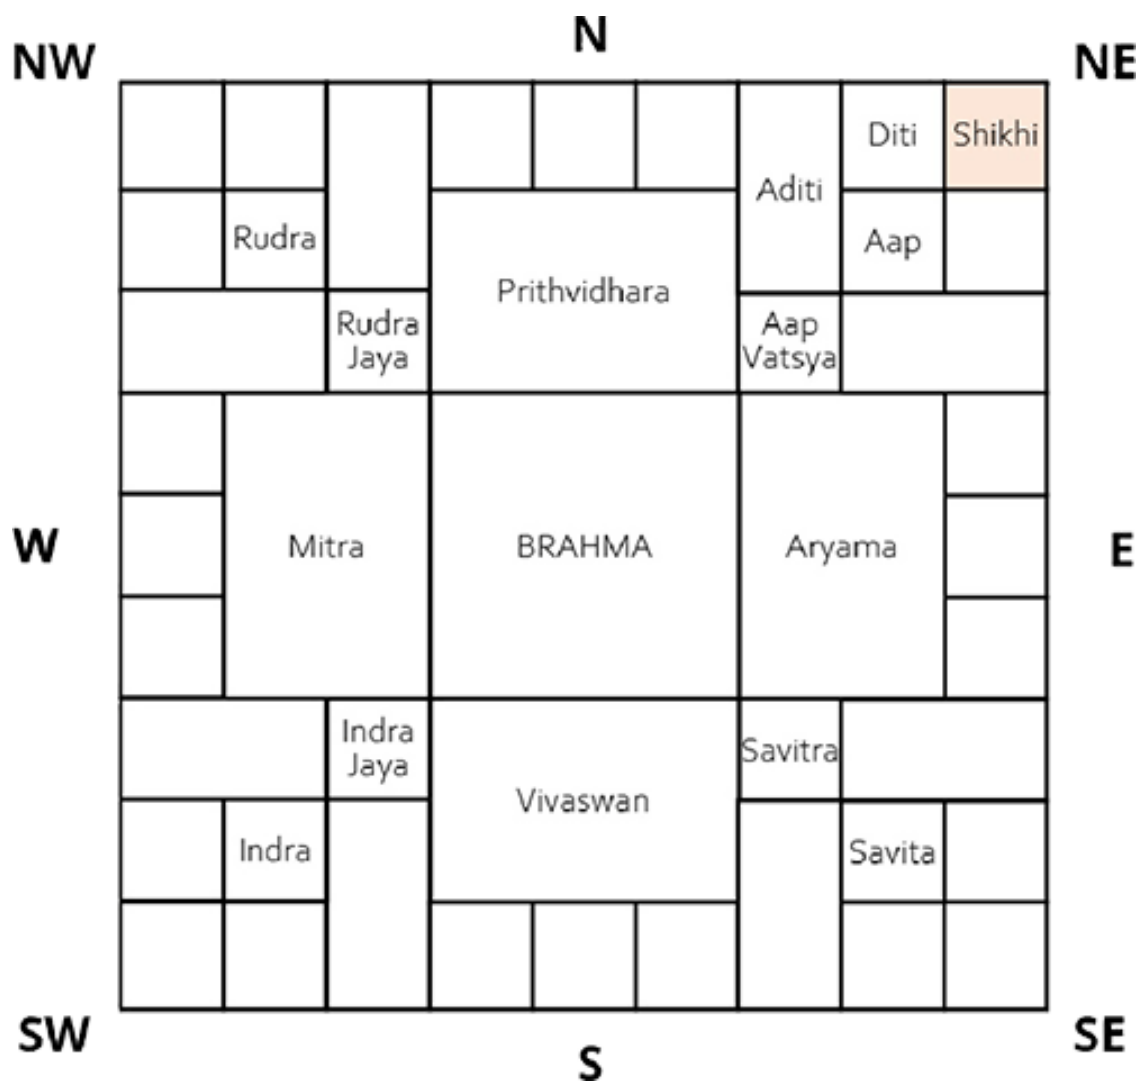 N
NW
NE
Diti
Shikhi
Aditi
Rudra
Aap
Prithvidhara
Rudra
Jaya
Aap
Vatsya
W
Mitra
BRAHMA
Aryama
E
Indra
Jaya
Savitra
Vivaswan
Indra
Savita
SW
SE
S